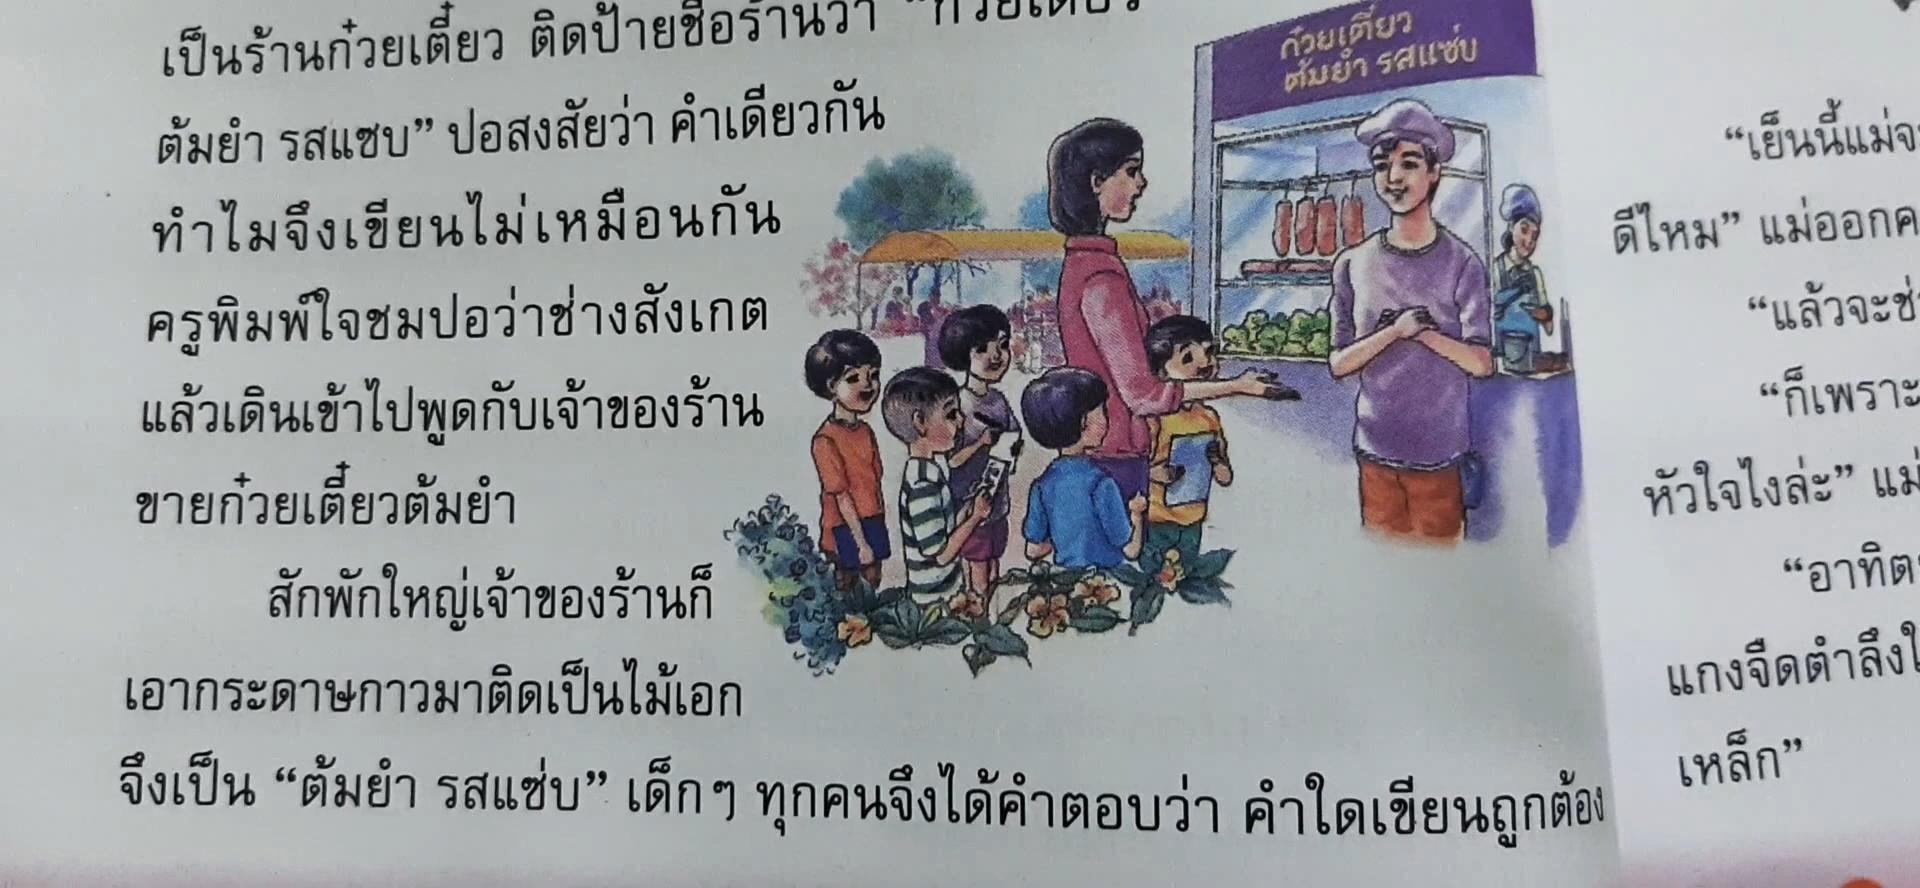 เป็นร้านก๋วยเตี๋ยว ติดป้ายชื่อร้านว่า “ก๋วยเตี๋ยว
ต้มยำ รสแซบ” ปอสงสัยว่า คำเดียวกัน
ทำไมจึงเขียนไม่เหมือนกัน
ครูพิมพ์ใจชมปอว่าช่างสังเกต
แล้วเดินเข้าไปพูดกับเจ้าของร้าน
ขายก๋วยเตี๋ยวต้มยำ
สักพักใหญ่เจ้าของร้านก็
เอากระดาษกาวมาติดเป็นไม้เอก
จึงเป็น “ต้มยำ รสแซ่บ” เด็กๆ ทุกคนจึงได้คำตอบว่า คำใดเขียนถูกต้อง
ก๋วยเตี๋ยว
ต้มยำ รสแซ่บ
“เย็นนี้แม่จ
ดีไหม” แม่ออกค
“แล้วจะช
“ก็เพราะ
หัวใจไงล่ะ” แม่
“อาทิต
แกงจืดตำลึงใ
เหล็ก”